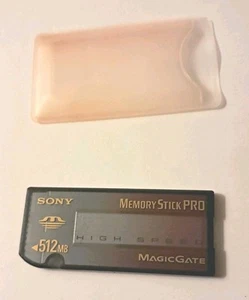 SONY
MEMORY STICK PRO
512MB
HIGH SPEED
MAGICGATE